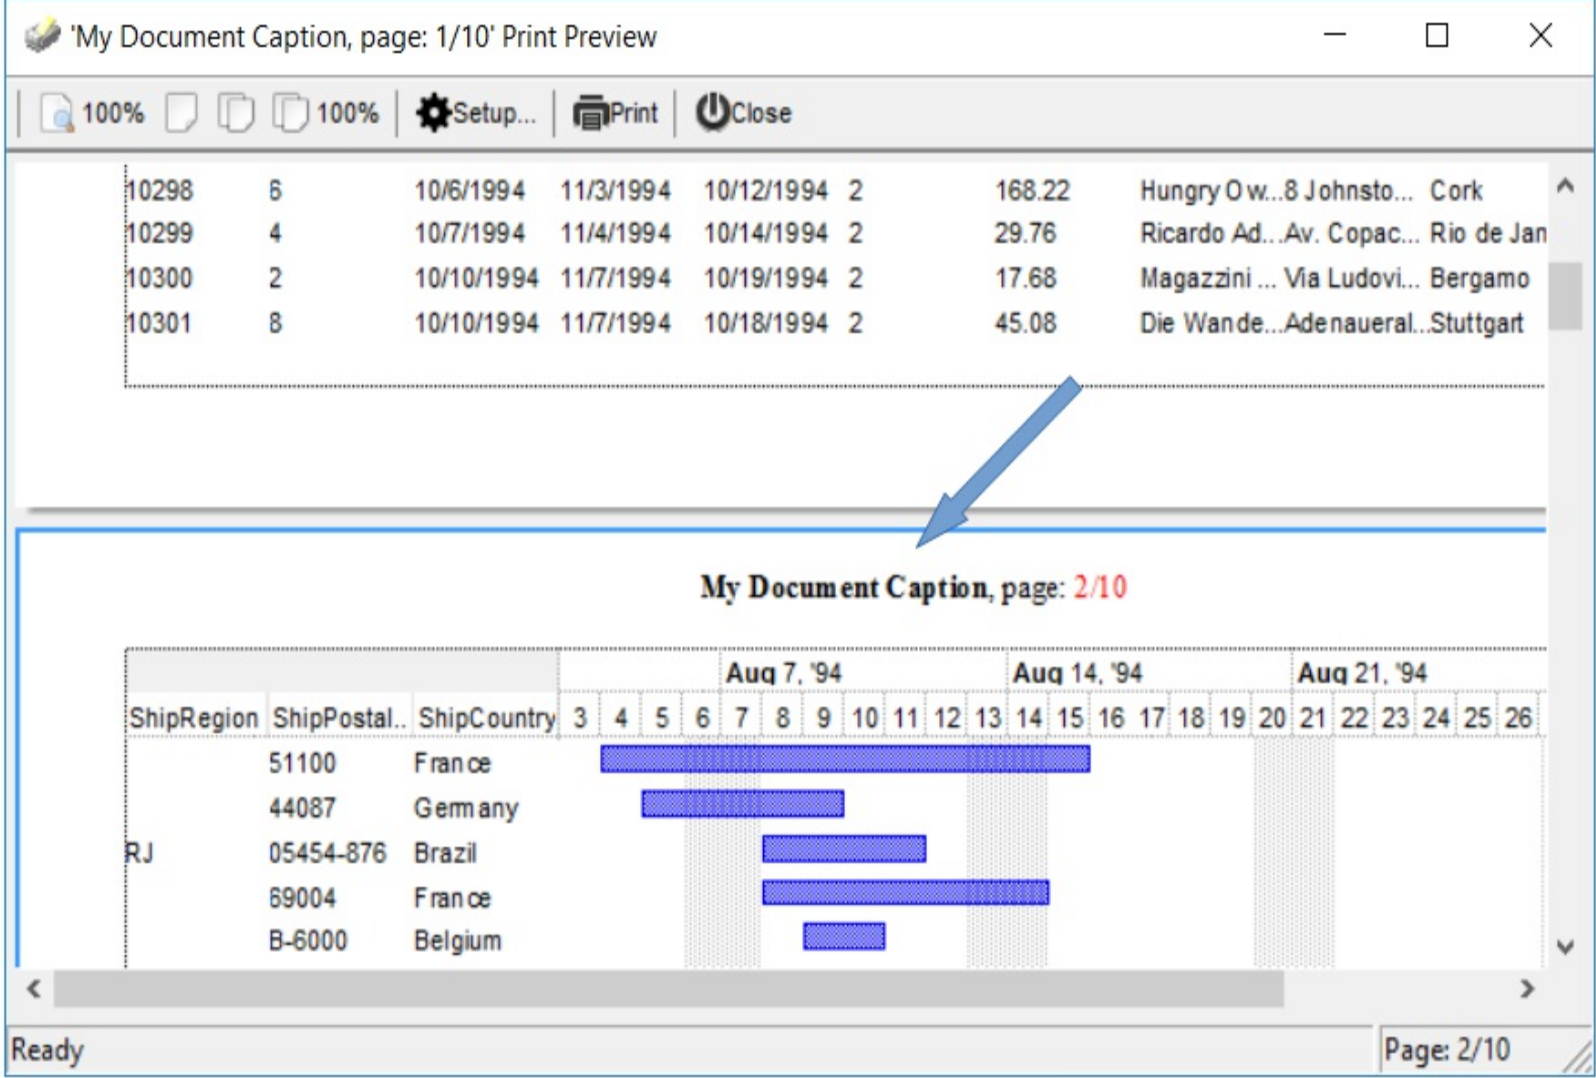 'My Document Caption, page: 1/10' Print Preview
100% 100% Setup... Print Close
10298 6 10/6/1994 11/3/1994 10/12/1994 2 168.22 Hungry Ow... 8 Johnsto... Cork
10299 4 10/7/1994 11/4/1994 10/14/1994 2 29.76 Ricardo Ad... Av. Copac... Rio de Jan
10300 2 10/10/1994 11/7/1994 10/19/1994 2 17.68 Magazzini ... Via Ludovi... Bergamo
10301 8 10/10/1994 11/7/1994 10/18/1994 2 45.08 Die Wande... Adenaueral... Stuttgart
My Document Caption, page: 2/10
Aug 7, '94 Aug 14, '94 Aug 21, '94
ShipRegion ShipPostal.. ShipCountry 3 4 5 6 7 8 9 10 11 12 13 14 15 16 17 18 19 20 21 22 23 24 25 26
51100 France
44087 Germany
RJ 05454-876 Brazil
69004 France
B-6000 Belgium
Ready Page: 2/10